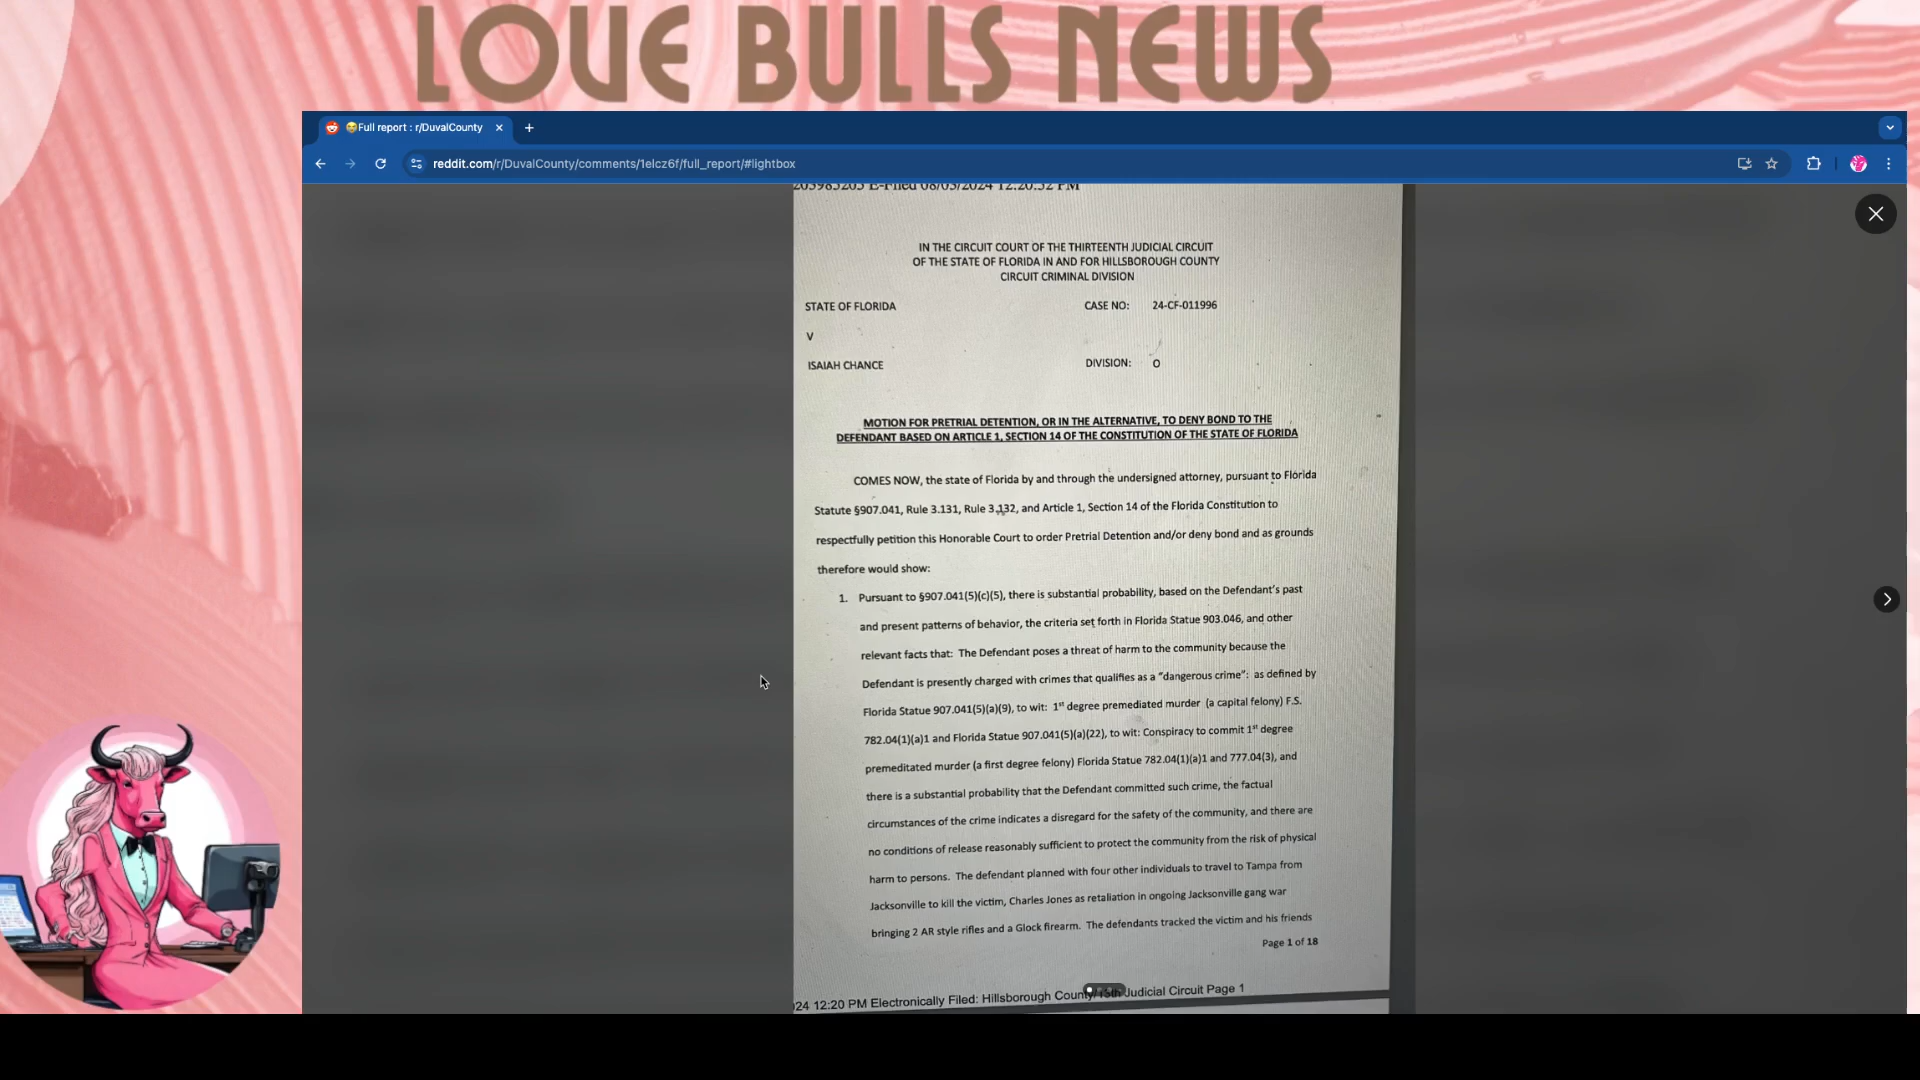 LOVE BULLS NEWS
Full report : r/DuvalCounty
reddit.com/r/DuvalCounty/comments/1elcz6f/full_report/#lightbox
205985205 E-Filed 08/05/2024 12:20:52 PM
IN THE CIRCUIT COURT OF THE THIRTEENTH JUDICIAL CIRCUIT
OF THE STATE OF FLORIDA IN AND FOR HILLSBOROUGH COUNTY
CIRCUIT CRIMINAL DIVISION
STATE OF FLORIDA CASE NO: 24-CF-011996
V
ISAIAH CHANCE DIVISION: O
MOTION FOR PRETRIAL DETENTION, OR IN THE ALTERNATIVE, TO DENY BOND TO THE
DEFENDANT BASED ON ARTICLE 1, SECTION 14 OF THE CONSTITUTION OF THE STATE OF FLORIDA
COMES NOW, the state of Florida by and through the undersigned attorney, pursuant to Florida
Statute §907.041, Rule 3.131, Rule 3.132, and Article 1, Section 14 of the Florida Constitution to
respectfully petition this Honorable Court to order Pretrial Detention and/or deny bond and as grounds
therefore would show:
1. Pursuant to §907.041(5)(c)(5), there is substantial probability, based on the Defendant's past
and present patterns of behavior, the criteria set forth in Florida Statue 903.046, and other
relevant facts that: The Defendant poses a threat of harm to the community because the
Defendant is presently charged with crimes that qualifies as a "dangerous crime": as defined by
Florida Statue 907.041(5)(a)(9), to wit: 1st degree premediated murder (a capital felony) F.S.
782.04(1)(a)1 and Florida Statue 907.041(5)(a)(22), to wit: Conspiracy to commit 1st degree
premeditated murder (a first degree felony) Florida Statue 782.04(1)(a)1 and 777.04(3), and
there is a substantial probability that the Defendant committed such crime, the factual
circumstances of the crime indicates a disregard for the safety of the community, and there are
no conditions of release reasonably sufficient to protect the community from the risk of physical
harm to persons. The defendant planned with four other individuals to travel to Tampa from
Jacksonville to kill the victim, Charles Jones as retaliation in ongoing Jacksonville gang war
bringing 2 AR style rifles and a Glock firearm. The defendants tracked the victim and his friends
Page 1 of 18
24 12:20 PM Electronically Filed: Hillsborough County/13th Judicial Circuit Page 1